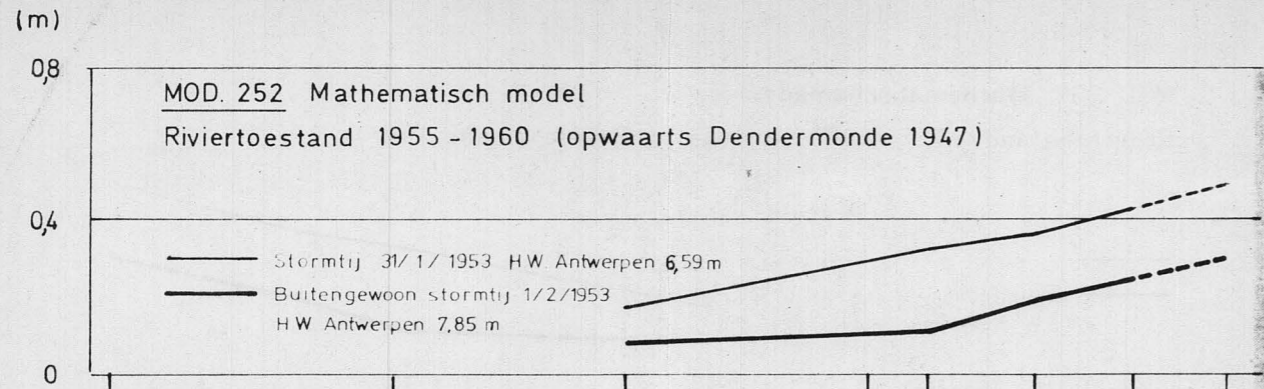 (m)
0,8
MOD. 252 Mathematisch model
Riviertoestand 1955-1960 (opwaarts Dendermonde 1947)
0,4
Stormtij 31/1/1953 H.W. Antwerpen 6,59m
Buitengewoon stormtij 1/2/1953
H W Antwerpen 7,85 m
0